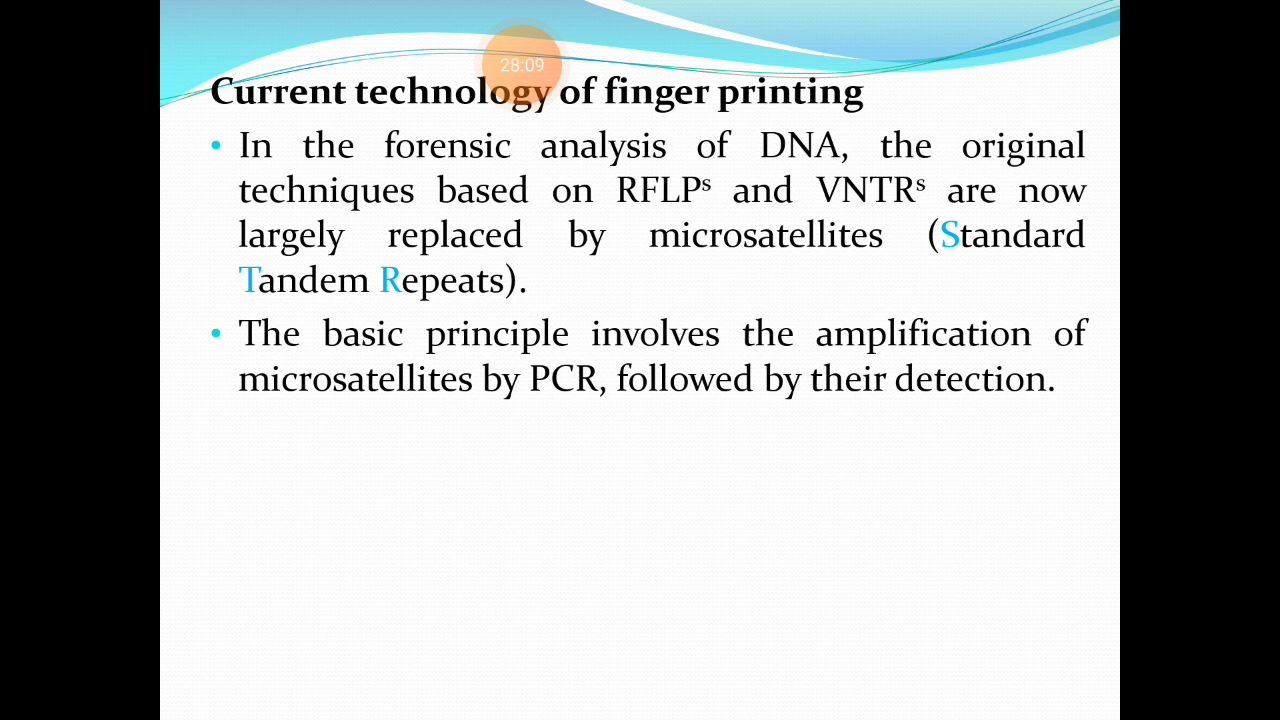 28:09
Current technology of finger printing
• In the forensic analysis of DNA, the original
techniques based on RFLPˢ and VNTRˢ are now
largely replaced by microsatellites (Standard
Tandem Repeats).
• The basic principle involves the amplification of
microsatellites by PCR, followed by their detection.